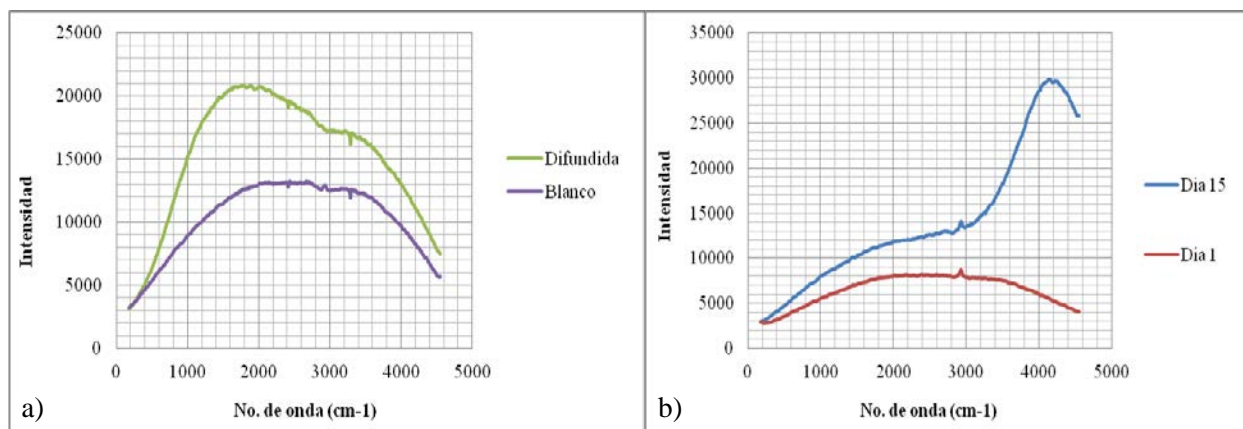 25000
20000
15000
10000
5000
0
Intensidad
0 1000 2000 3000 4000 5000
No. de onda (cm-1)
Difundida
Blanco
a)
35000
30000
25000
20000
15000
10000
5000
0
Intensidad
0 1000 2000 3000 4000 5000
No. de onda (cm-1)
Dia 15
Dia 1
b)